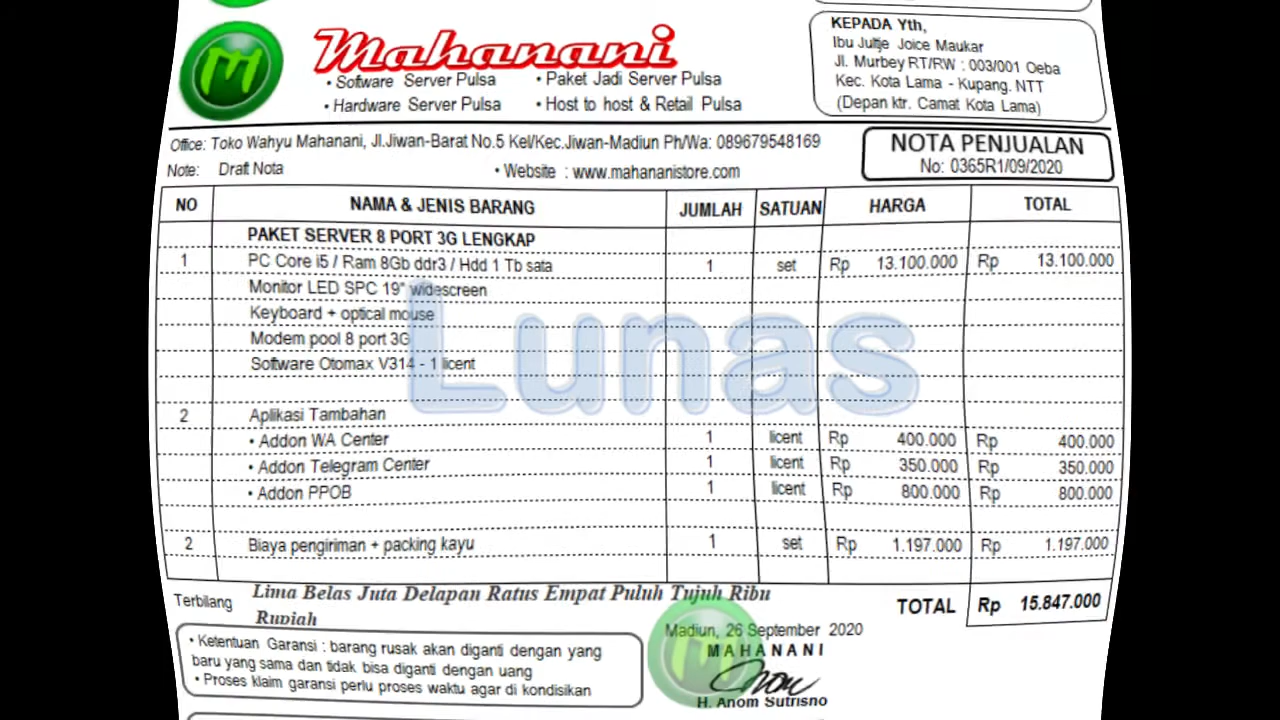 Mahanani
• Software Server Pulsa • Paket Jadi Server Pulsa
• Hardware Server Pulsa • Host to host & Retail Pulsa
KEPADA Yth,
Ibu Jultje Joice Maukar
Jl. Murbey RT/RW : 003/001 Oeba
Kec. Kota Lama - Kupang. NTT
(Depan ktr. Camat Kota Lama)
Office: Toko Wahyu Mahanani, Jl.Jiwan-Barat No.5 Kel/Kec.Jiwan-Madiun Ph/Wa: 089679548169
Note: Draft Nota • Website : www.mahananistore.com
NOTA PENJUALAN
No: 0365R1/09/2020
NO NAMA & JENIS BARANG JUMLAH SATUAN HARGA TOTAL
PAKET SERVER 8 PORT 3G LENGKAP
1 PC Core i5 / Ram 8Gb ddr3 / Hdd 1 Tb sata 1 set Rp 13.100.000 Rp 13.100.000
Monitor LED SPC 19" widescreen
Keyboard + optical mouse
Modem pool 8 port 3G
Software Otomax V314 - 1 licent
Lunas
2 Aplikasi Tambahan
• Addon WA Center 1 licent Rp 400.000 Rp 400.000
• Addon Telegram Center 1 licent Rp 350.000 Rp 350.000
• Addon PPOB 1 licent Rp 800.000 Rp 800.000
2 Biaya pengiriman + packing kayu 1 set Rp 1.197.000 Rp 1.197.000
Terbilang Lima Belas Juta Delapan Ratus Empat Puluh Tujuh Ribu
Rupiah
TOTAL Rp 15.847.000
• Ketentuan Garansi : barang rusak akan diganti dengan yang
baru yang sama dan tidak bisa diganti dengan uang
• Proses klaim garansi perlu proses waktu agar di kondisikan
Madiun, 26 September 2020
MAHANANI
H. Anom Sutrisno